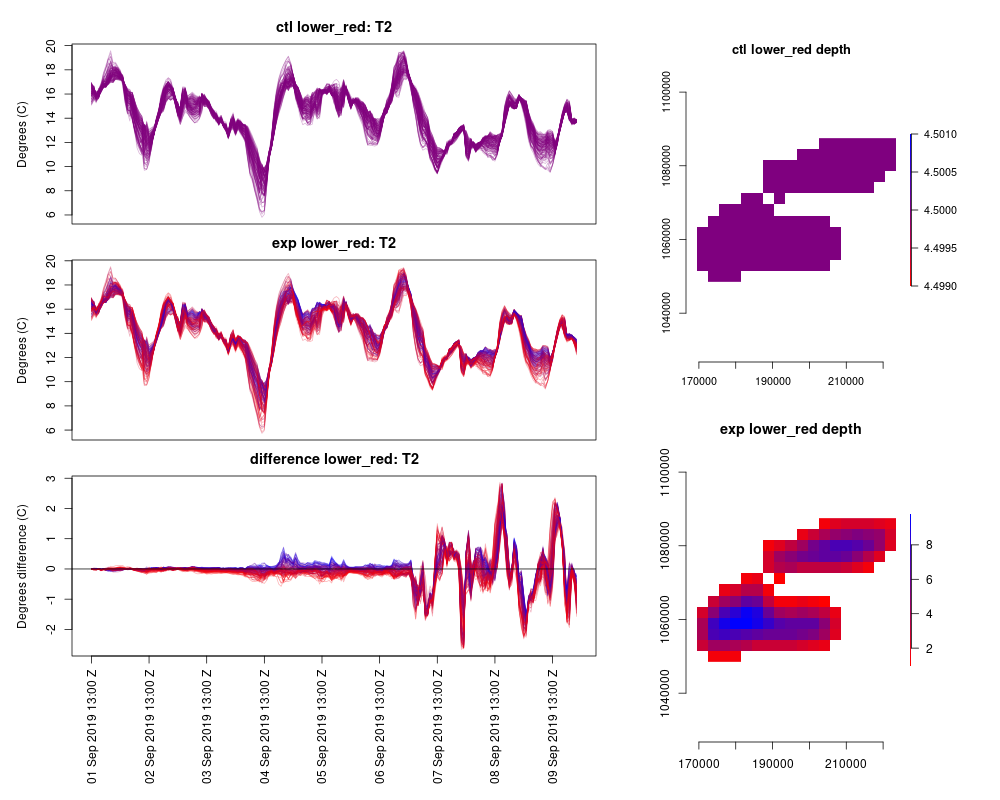 ctl lower_red: T2
Degrees (C)
20
18
16
14
12
10
8
6
exp lower_red: T2
Degrees (C)
20
18
16
14
12
10
8
6
difference lower_red: T2
Degrees difference (C)
3
2
1
0
-1
-2
01 Sep 2019 13:00 Z
02 Sep 2019 13:00 Z
03 Sep 2019 13:00 Z
04 Sep 2019 13:00 Z
05 Sep 2019 13:00 Z
06 Sep 2019 13:00 Z
07 Sep 2019 13:00 Z
08 Sep 2019 13:00 Z
09 Sep 2019 13:00 Z
ctl lower_red depth
1100000
1080000
1060000
1040000
170000 190000 210000
4.5010
4.5005
4.5000
4.4995
4.4990
exp lower_red depth
1100000
1080000
1060000
1040000
170000 190000 210000
8
6
4
2